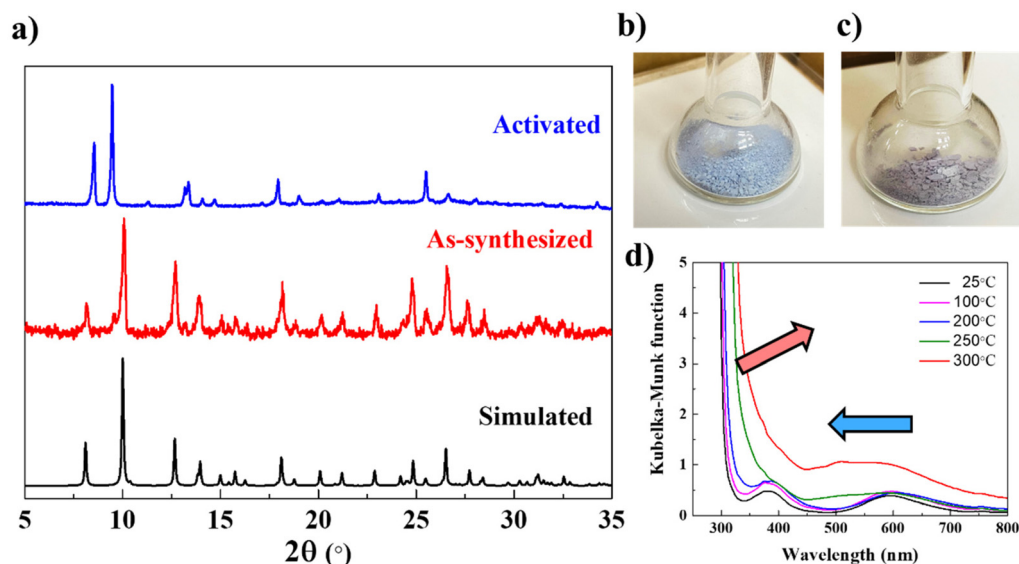 a)
Activated
As-synthesized
Simulated
5 10 15 20 25 30 35
2θ (°)
b)
c)
d)
Kubelka-Munk function
5
4
3
2
1
0
25°C
100°C
200°C
250°C
300°C
300 400 500 600 700 800
Wavelength (nm)